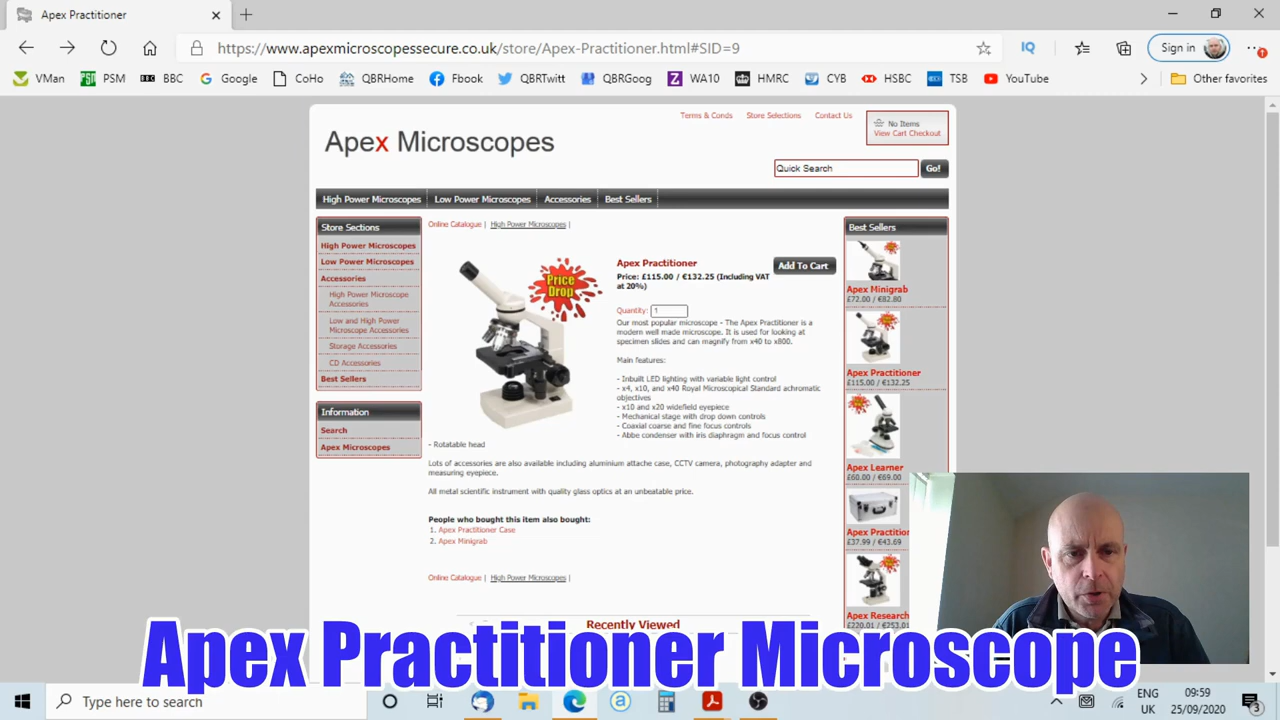 Apex Practitioner
https://www.apexmicroscopessecure.co.uk/store/Apex-Practitioner.html#SID=9
IQ
Sign in
VMan
PSM
BBC
Google
CoHo
QBRHome
Fbook
QBRTwitt
QBRGoog
WA10
HMRC
CYB
HSBC
TSB
YouTube
Other favorites
Terms & Conds
Store Selections
Contact Us
No Items
View Cart Checkout
Apex Microscopes
Quick Search
Go!
High Power Microscopes
Low Power Microscopes
Accessories
Best Sellers
Store Sections
High Power Microscopes
Low Power Microscopes
Accessories
High Power Microscope
Accessories
Low and High Power
Microscope Accessories
Storage Accessories
CD Accessories
Best Sellers
Information
Search
Apex Microscopes
Online Catalogue | High Power Microscopes |
Price
Drop
Apex Practitioner
Price: £115.00 / €132.25 (Including VAT
at 20%)
Add To Cart
Quantity: 1
Our most popular microscope - The Apex Practitioner is a
modern well made microscope. It is used for looking at
specimen slides and can magnify from x40 to x800.
Main features:
- Inbuilt LED lighting with variable light control
- x4, x10, and x40 Royal Microscopical Standard achromatic
objectives
- x10 and x20 widefield eyepiece
- Mechanical stage with drop down controls
- Coaxial coarse and fine focus controls
- Abbe condenser with iris diaphragm and focus control
- Rotatable head
Lots of accessories are also available including aluminium attache case, CCTV camera, photography adapter and
measuring eyepiece.
All metal scientific instrument with quality glass optics at an unbeatable price.
People who bought this item also bought:
1. Apex Practitioner Case
2. Apex Minigrab
Online Catalogue | High Power Microscopes |
Recently Viewed
Best Sellers
Apex Minigrab
£72.00 / €82.80
Apex Practitioner
£115.00 / €132.25
Apex Learner
£60.00 / €69.00
Apex Practition
£37.99 / €43.69
Apex Research
£220.01 / €253.01
Apex Practitioner Microscope
Type here to search
ENG
UK
09:59
25/09/2020
3